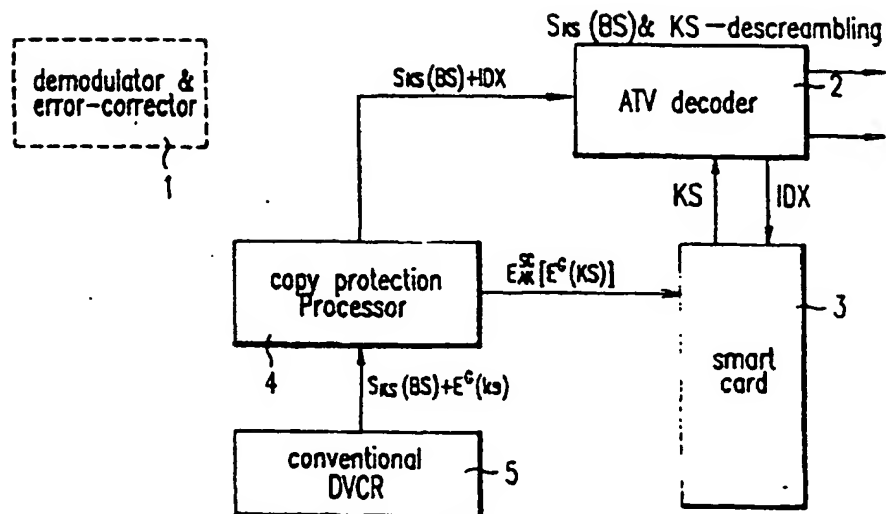 SKS(BS)& KS-descreambling
demodulator &
error-corrector
1
SKS(BS)+IDX
ATV decoder
2
KS
IDX
copy protection
Processor
4
E [E^G(KS)]
smart
card
3
SKS(BS)+E^G(ks)
conventional
DVCR
5